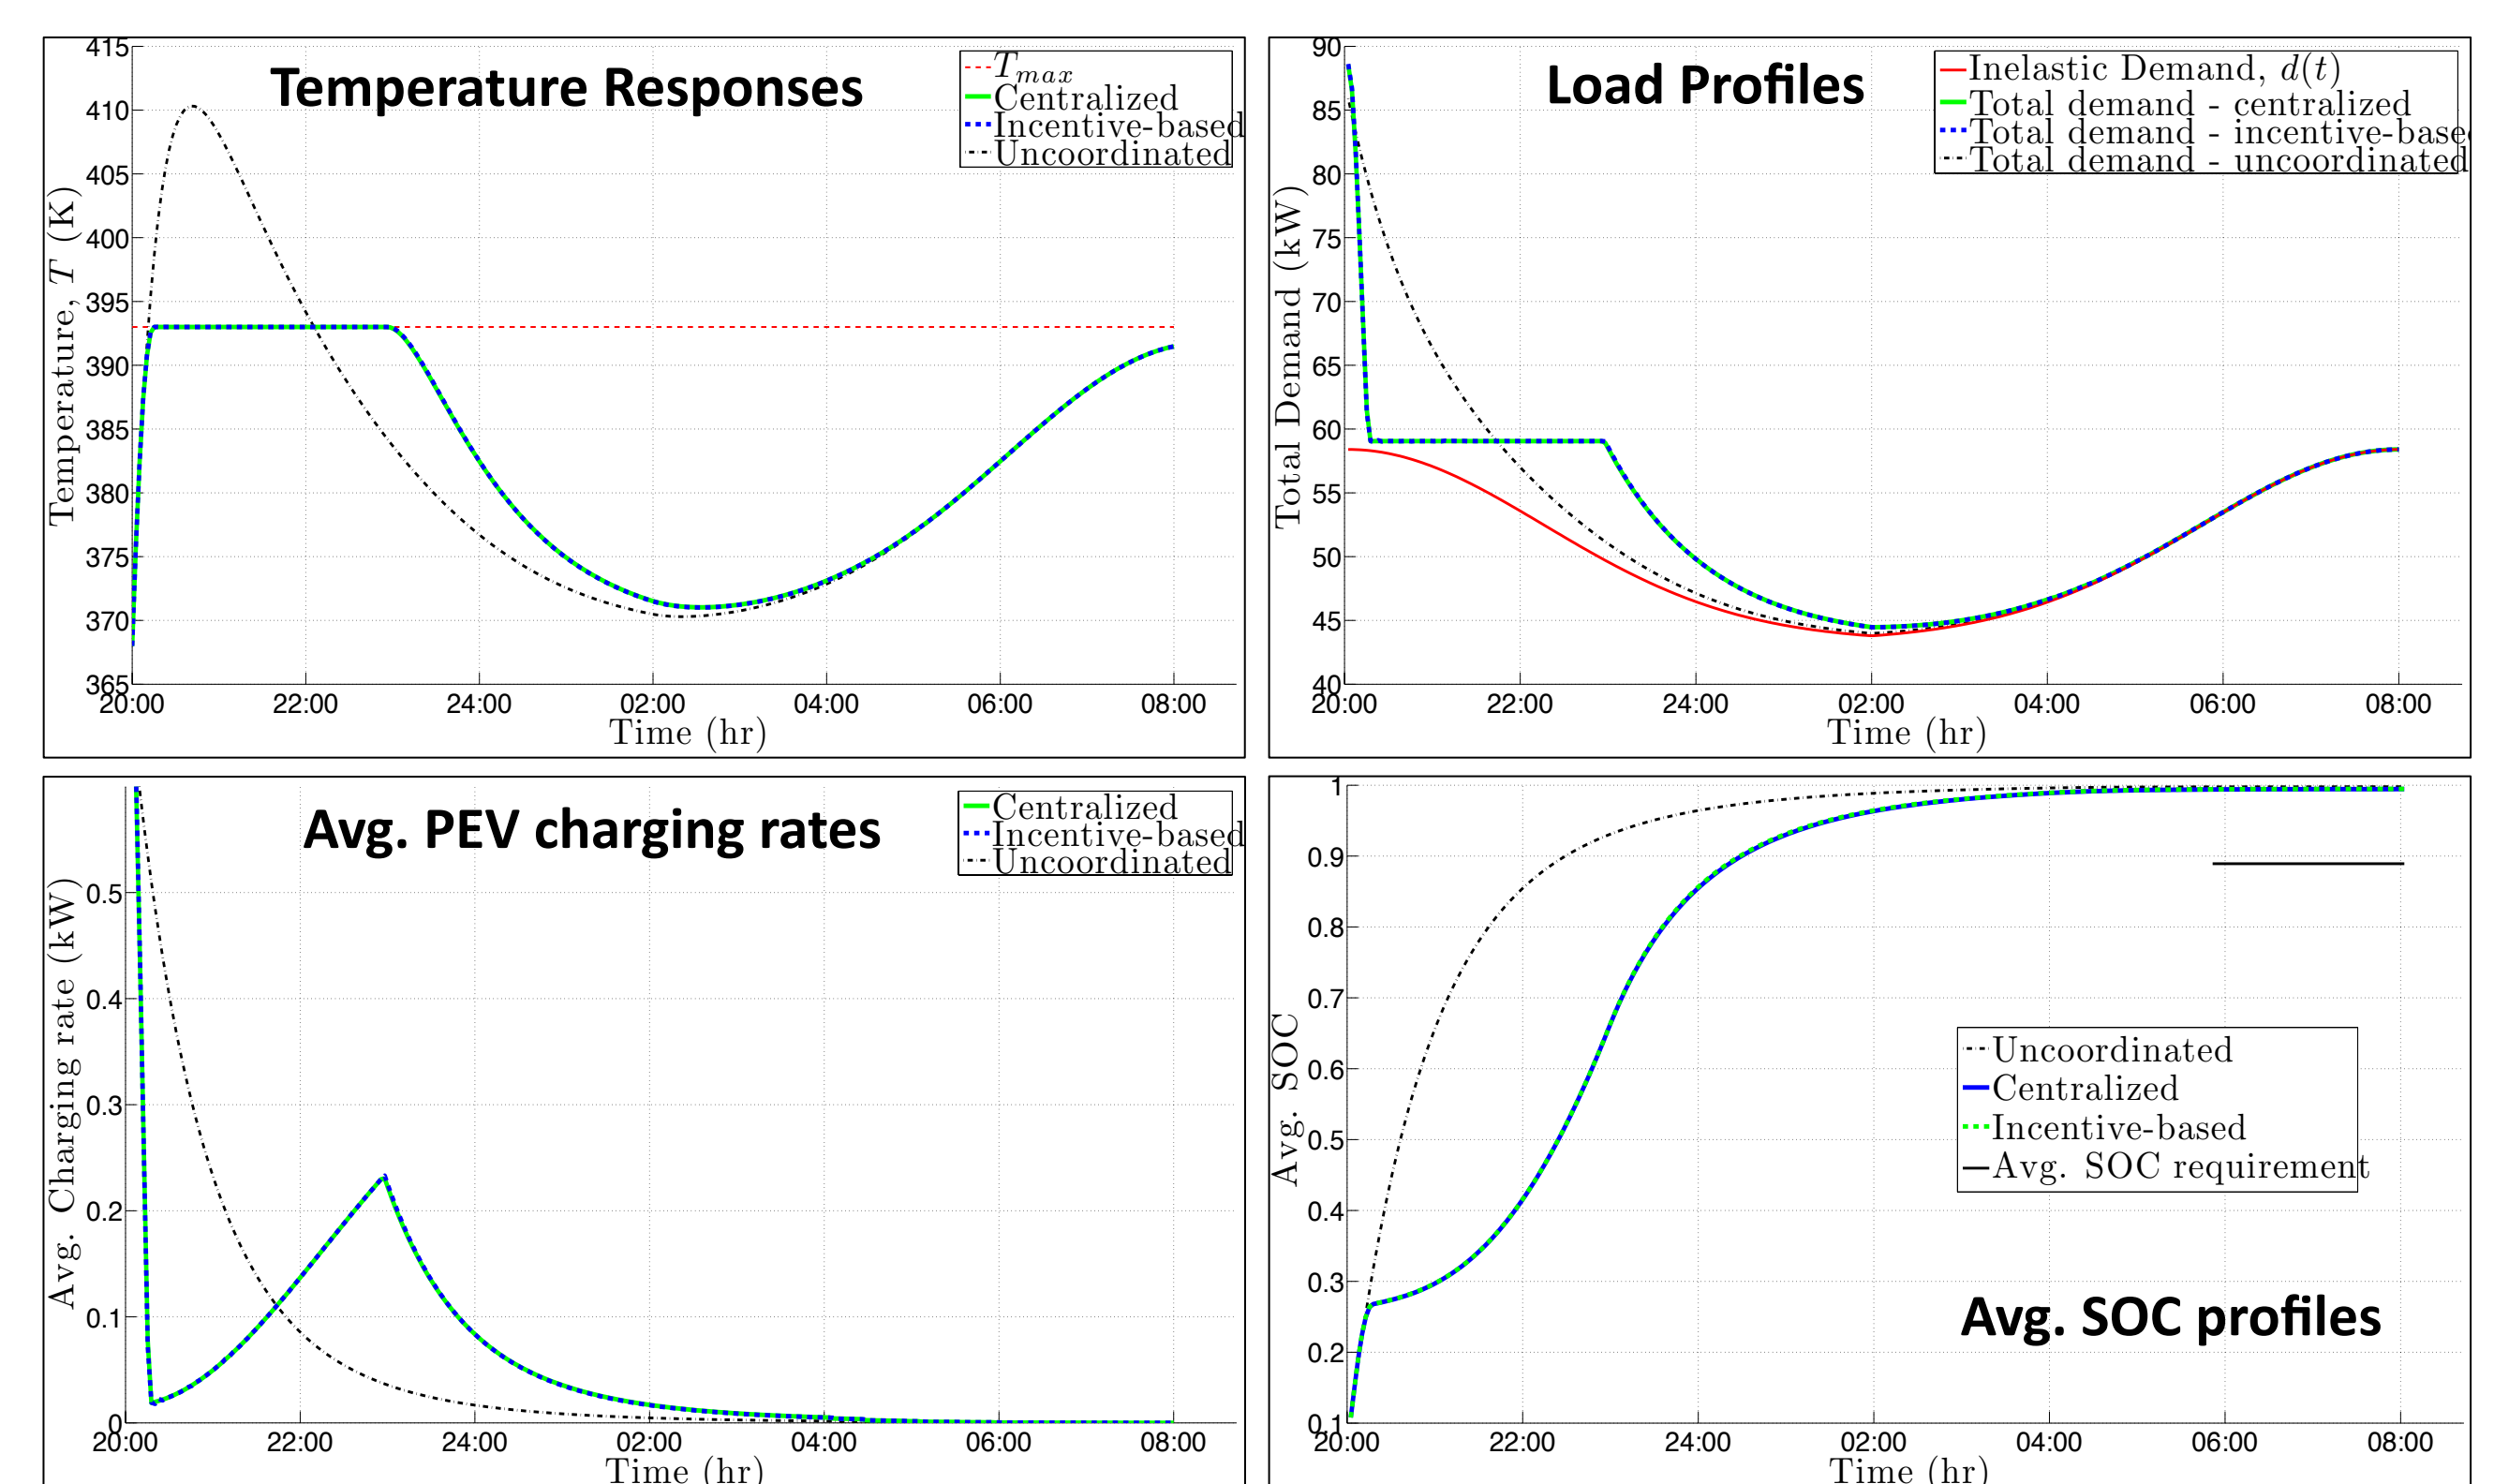 Temperature Responses
T_max
Centralized
Incentive-based
Uncoordinated
Temperature, T (K)
415
410
405
400
395
390
385
380
375
370
365
20:00 22:00 24:00 02:00 04:00 06:00 08:00
Time (hr)
Load Profiles
Inelastic Demand, d(t)
Total demand - centralized
Total demand - incentive-based
Total demand - uncoordinated
Total Demand (kW)
90
85
80
75
70
65
60
55
50
45
40
20:00 22:00 24:00 02:00 04:00 06:00 08:00
Time (hr)
Avg. PEV charging rates
Centralized
Incentive-based
Uncoordinated
Avg. Charging rate (kW)
0.5
0.4
0.3
0.2
0.1
0
20:00 22:00 24:00 02:00 04:00 06:00 08:00
Time (hr)
Avg. SOC
1
0.9
0.8
0.7
0.6
0.5
0.4
0.3
0.2
0.1
Uncoordinated
Centralized
Incentive-based
Avg. SOC requirement
Avg. SOC profiles
20:00 22:00 24:00 02:00 04:00 06:00 08:00
Time (hr)